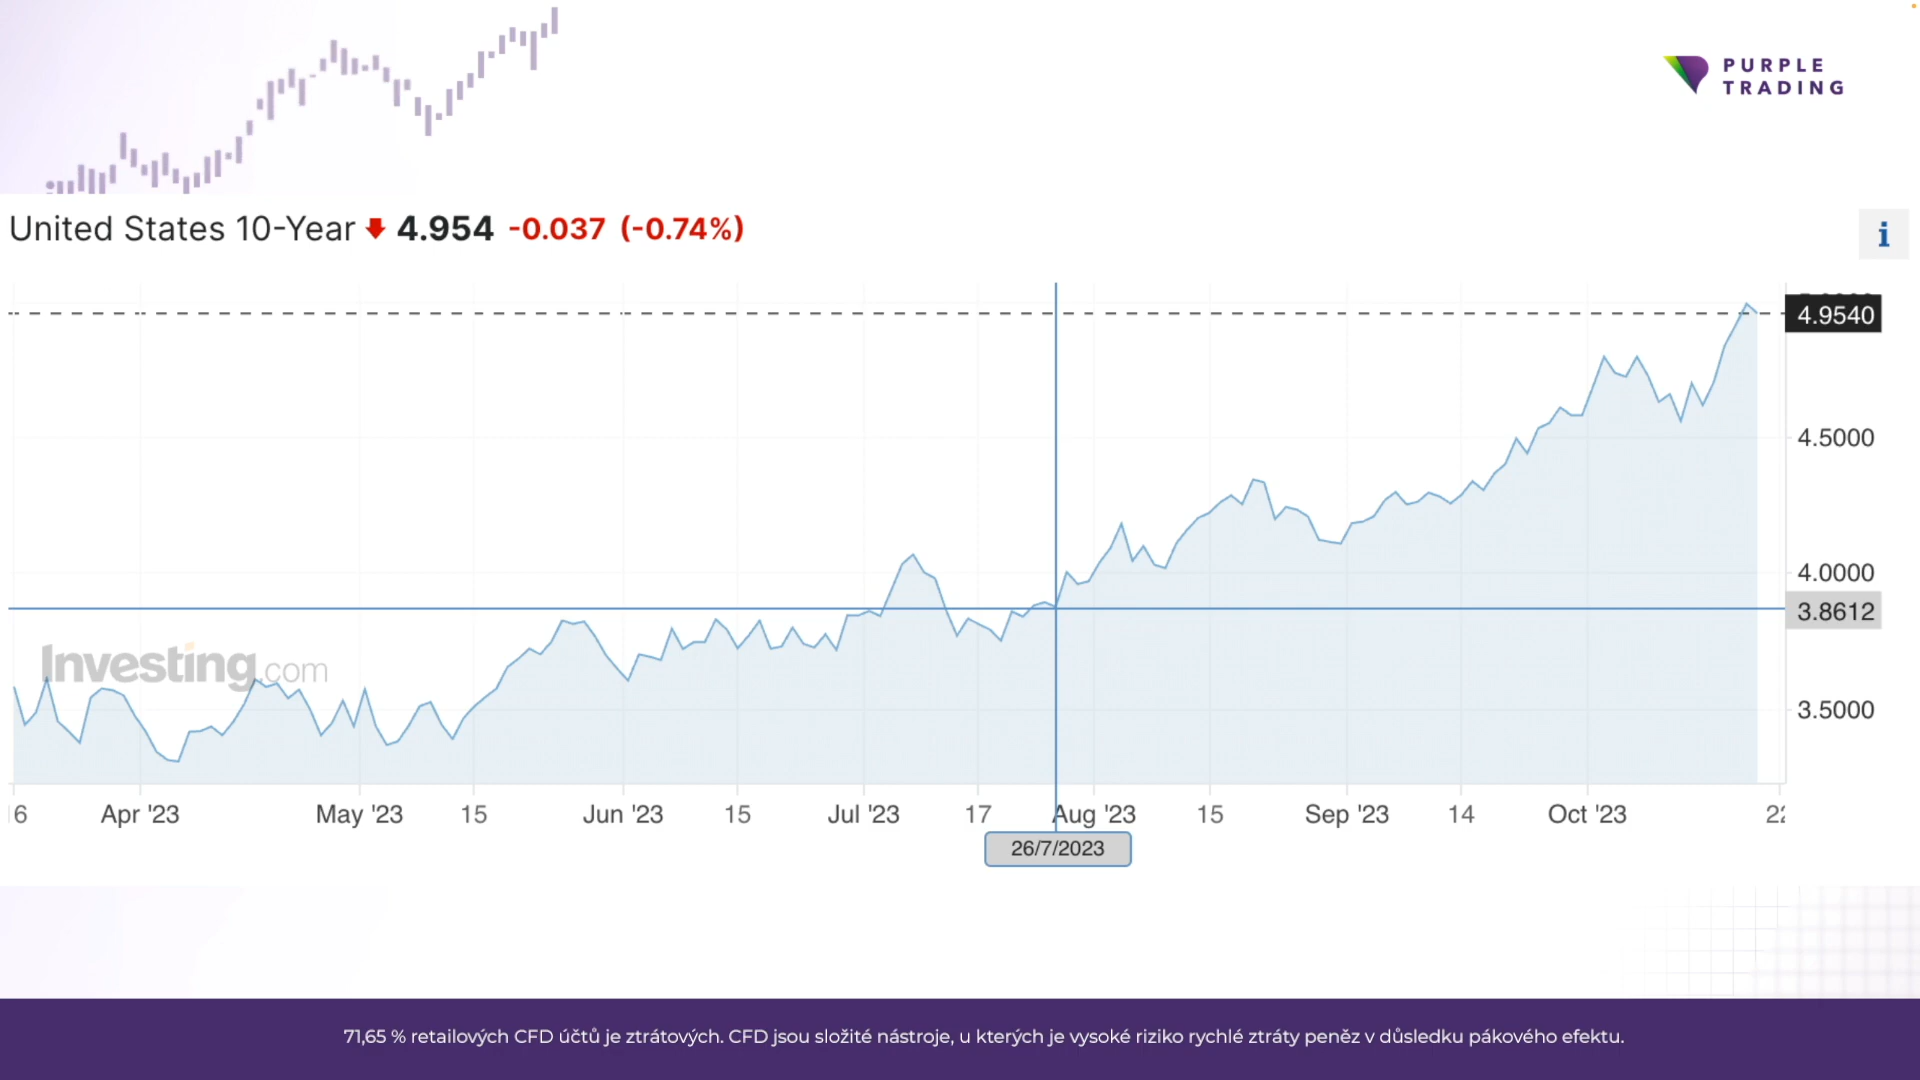 PURPLE
TRADING
United States 10-Year 4.954 -0.037 (-0.74%)
i
4.9540
4.5000
4.0000
3.8612
3.5000
Investing.com
16 Apr '23 May '23 15 Jun '23 15 Jul '23 17 Aug '23 15 Sep '23 14 Oct '23 22
26/7/2023
71,65 % retailových CFD účtů je ztrátových. CFD jsou složité nástroje, u kterých je vysoké riziko rychlé ztráty peněz v důsledku pákového efektu.